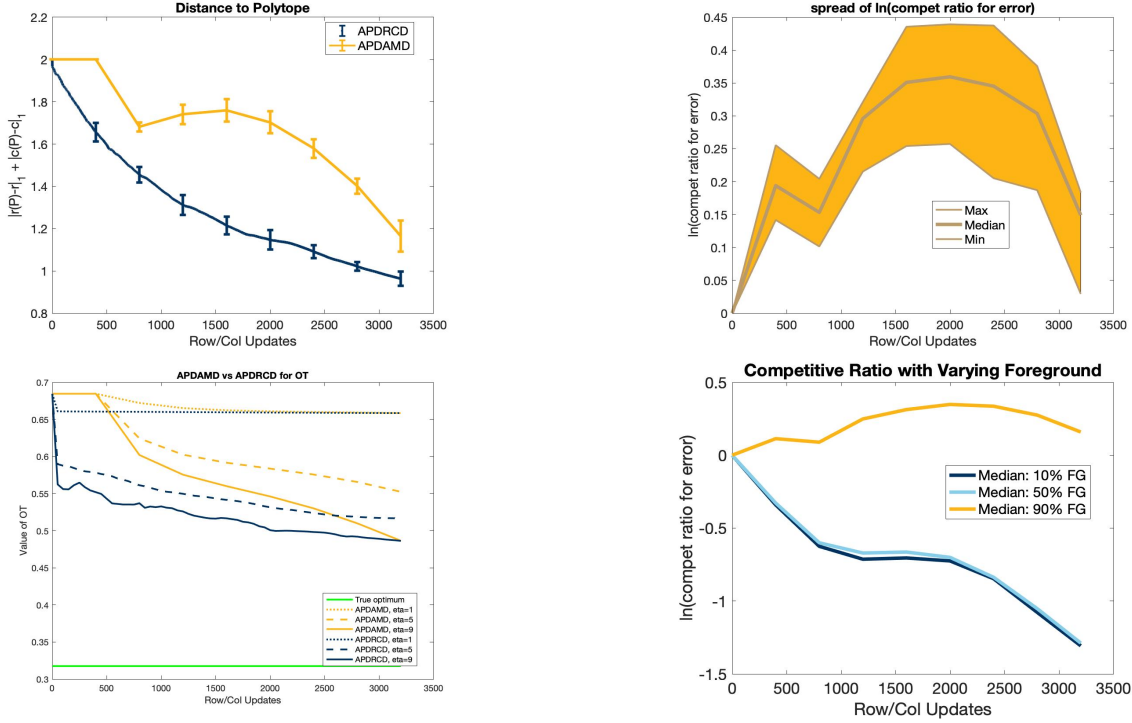 Distance to Polytope
2.2
2
1.8
1.6
1.4
1.2
1
0.8
0
500
1000
1500
2000
2500
3000
3500
|r(P)-r|1 + |c(P)-c|1
Row/Col Updates
APDRCD
APDAMD
spread of ln(compet ratio for error)
0.45
0.4
0.35
0.3
0.25
0.2
0.15
0.1
0.05
0
0
500
1000
1500
2000
2500
3000
3500
ln(compet ratio for error)
Row/Col Updates
Max
Median
Min
APDAMD vs APDRCD for OT
0.7
0.65
0.6
0.55
0.5
0.45
0.4
0.35
0.3
0
500
1000
1500
2000
2500
3000
3500
Value of OT
Row/Col Updates
True optimum
APDAMD, eta=1
APDAMD, eta=5
APDAMD, eta=9
APDRCD, eta=1
APDRCD, eta=5
APDRCD, eta=9
Competitive Ratio with Varying Foreground
0.5
0
-0.5
-1
-1.5
0
500
1000
1500
2000
2500
3000
3500
ln(compet ratio for error)
Row/Col Updates
Median: 10% FG
Median: 50% FG
Median: 90% FG